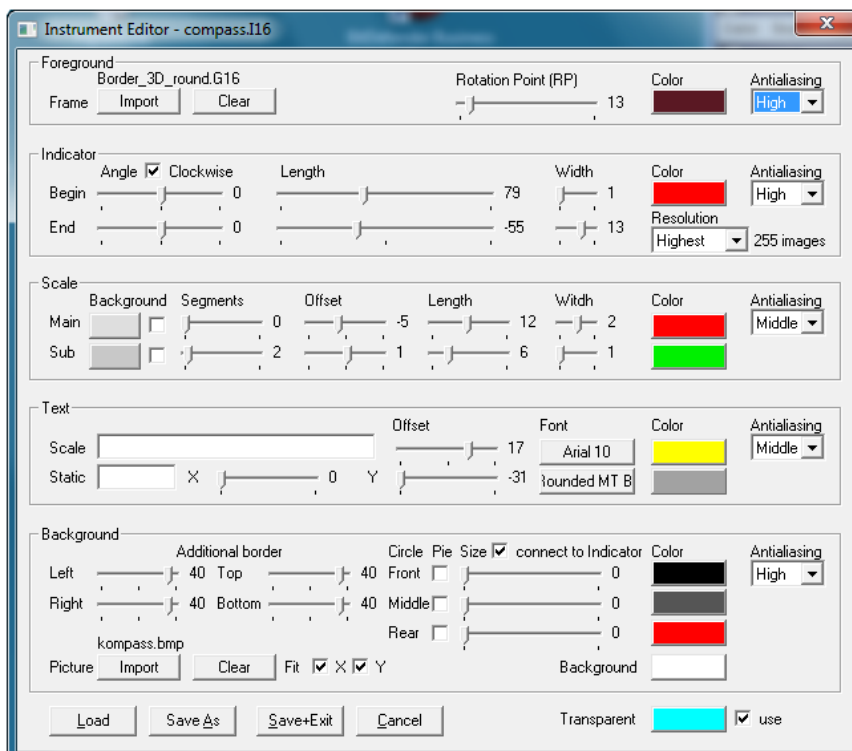 Instrument Editor - compass.I16
Foreground
Border_3D_round.G16 Rotation Point (RP) Color Antialiasing
Frame Import Clear 13 High
Indicator
Angle Clockwise Length Width Color Antialiasing
Begin 0 79 1 High
Resolution
End 0 -55 13 Highest 255 images
Scale
Background Segments Offset Length Witdh Color Antialiasing
Main 0 -5 12 2 Middle
Sub 2 1 6 1
Text
Offset Font Color Antialiasing
Scale 17 Arial 10 Middle
Static X 0 Y -31 Rounded MT B
Background
Additional border Circle Pie Size connect to Indicator Color Antialiasing
Left 40 Top 40 Front 0 High
Right 40 Bottom 40 Middle 0
Rear 0
kompass.bmp
Picture Import Clear Fit X Y Background
Load Save As Save+Exit Cancel Transparent use